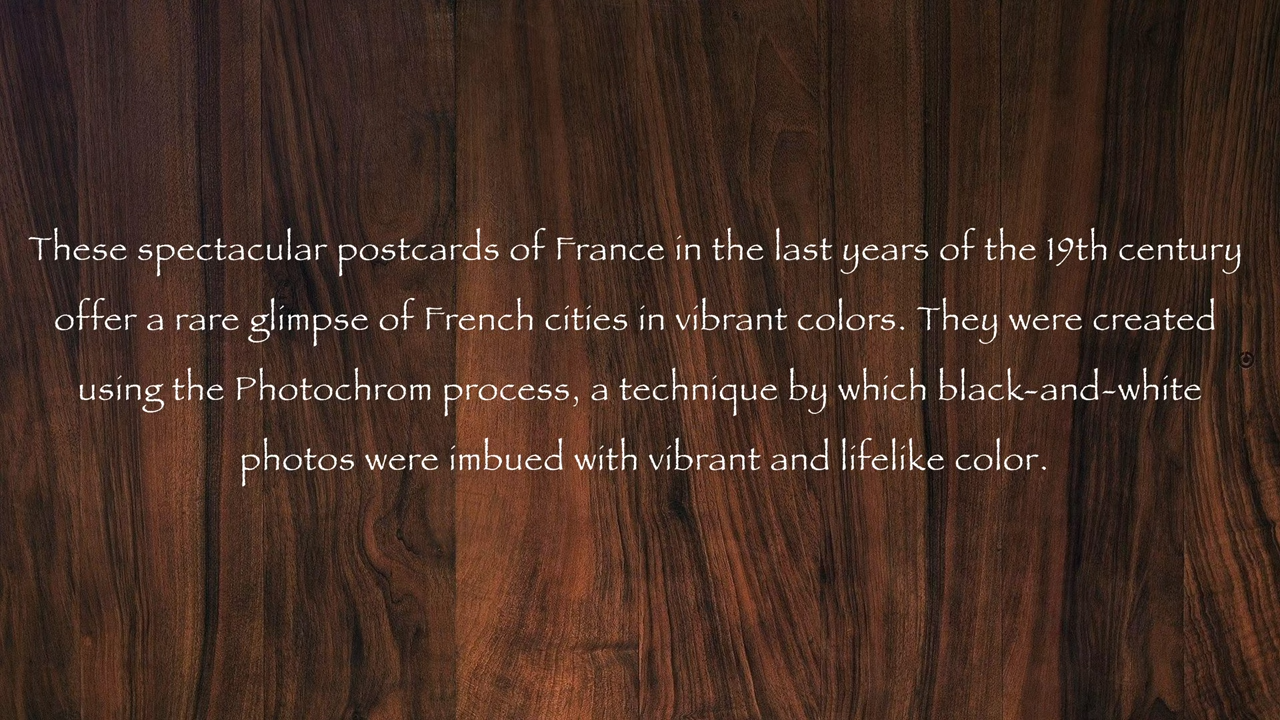 These spectacular postcards of France in the last years of the 19th century
offer a rare glimpse of French cities in vibrant colors. They were created
using the Photochrom process, a technique by which black-and-white
photos were imbued with vibrant and lifelike color.